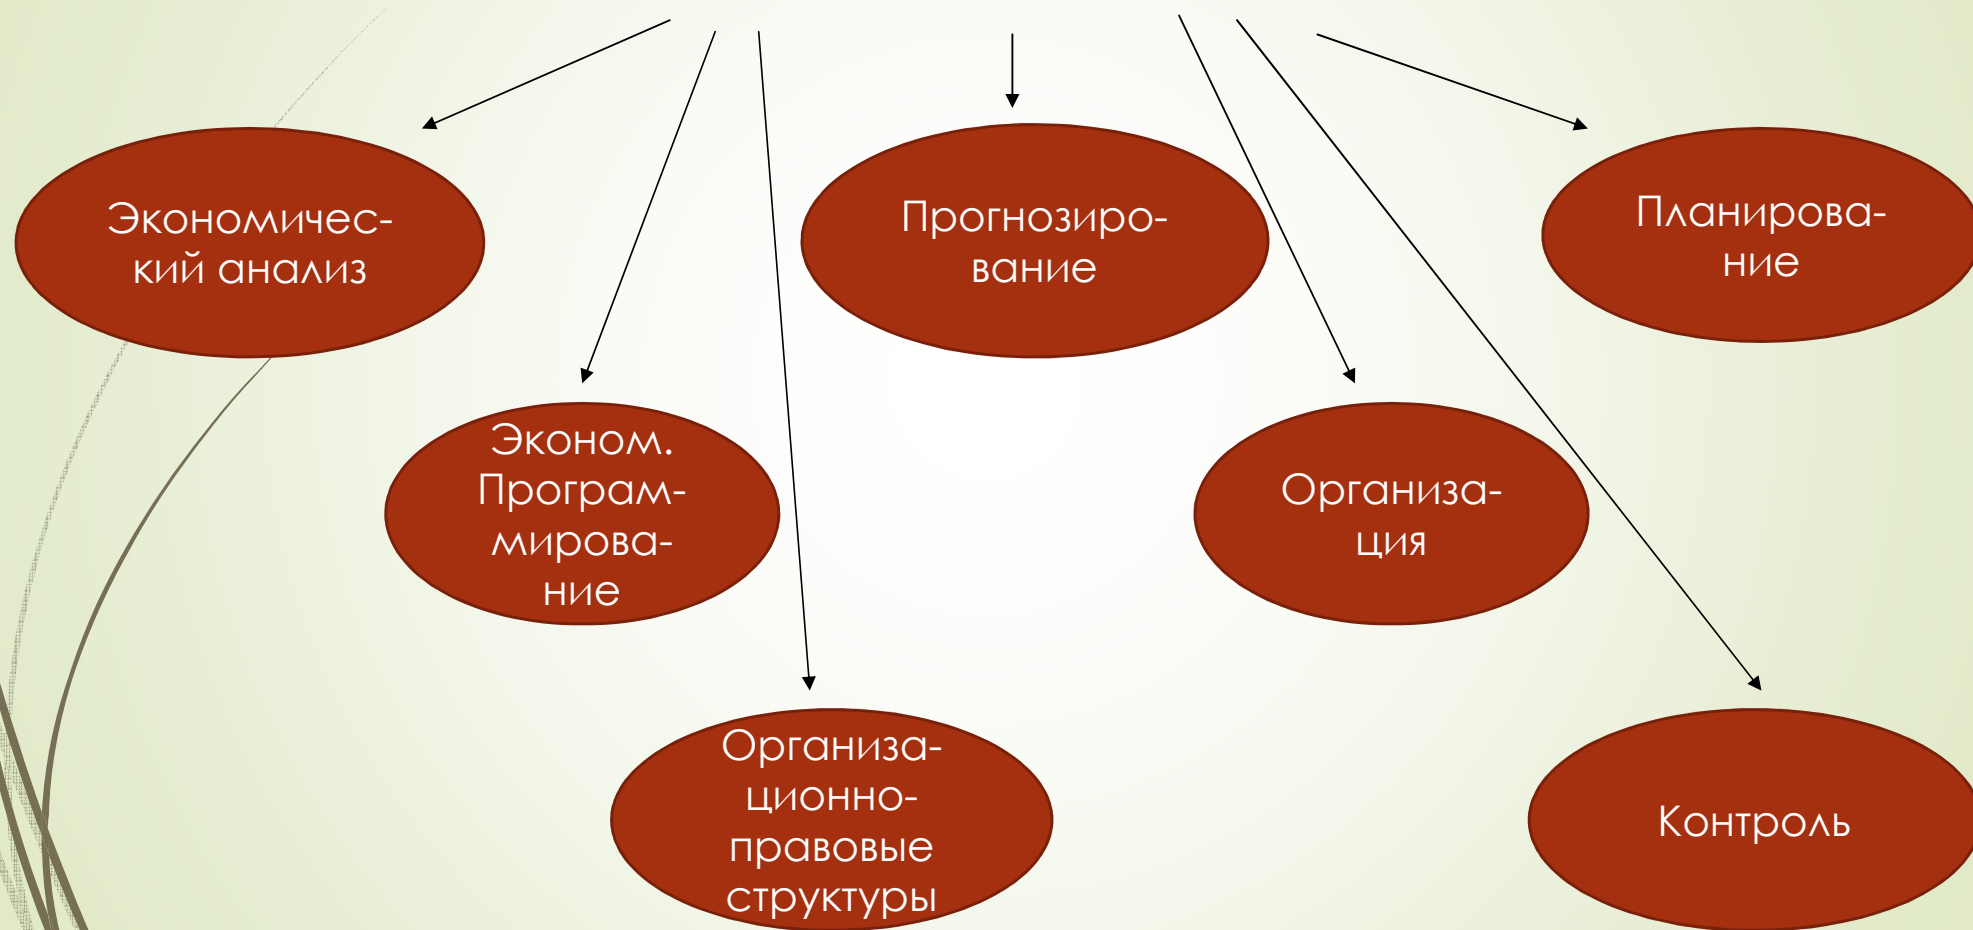 Экономичес-
кий анализ
Прогнозиро-
вание
Планирова-
ние
Эконом.
Програм-
мирова-
ние
Организа-
ция
Организа-
ционно-
правовые
структуры
Контроль